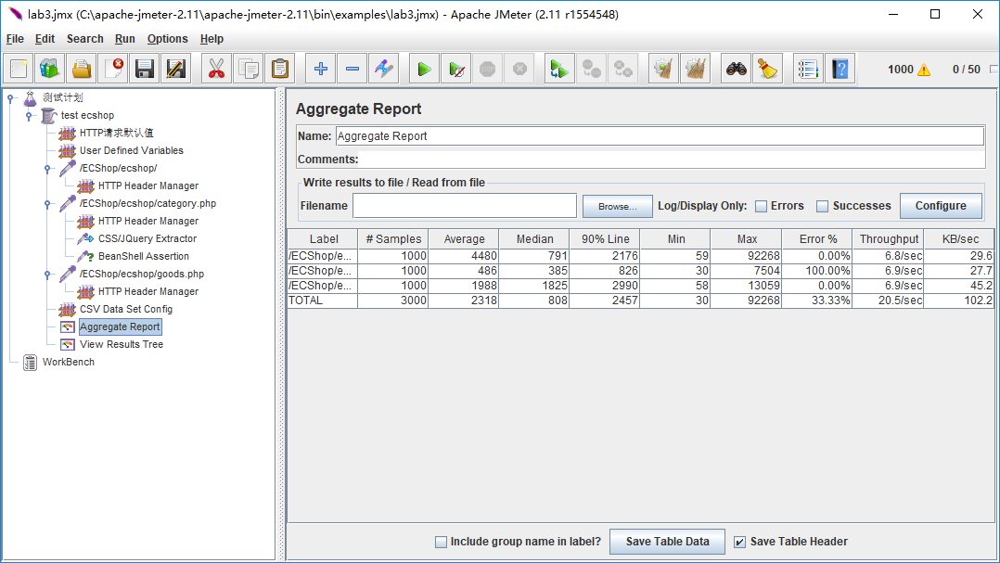 lab3.jmx (C:\apache-jmeter-2.11\apache-jmeter-2.11\bin\examples\lab3.jmx) - Apache JMeter (2.11 r1554548)
File Edit Search Run Options Help
1000 0 / 50
测试计划
test ecshop
HTTP请求默认值
User Defined Variables
/ECShop/ecshop/
HTTP Header Manager
/ECShop/ecshop/category.php
HTTP Header Manager
CSS/JQuery Extractor
BeanShell Assertion
/ECShop/ecshop/goods.php
HTTP Header Manager
CSV Data Set Config
Aggregate Report
View Results Tree
WorkBench
Aggregate Report
Name: Aggregate Report
Comments:
Write results to file / Read from file
Filename Browse... Log/Display Only: Errors Successes Configure
Label # Samples Average Median 90% Line Min Max Error % Throughput KB/sec
/ECShop/e... 1000 4480 791 2176 59 92268 0.00% 6.8/sec 29.6
/ECShop/e... 1000 486 385 826 30 7504 100.00% 6.9/sec 27.7
/ECShop/e... 1000 1988 1825 2990 58 13059 0.00% 6.9/sec 45.2
TOTAL 3000 2318 808 2457 30 92268 33.33% 20.5/sec 102.2
Include group name in label? Save Table Data Save Table Header